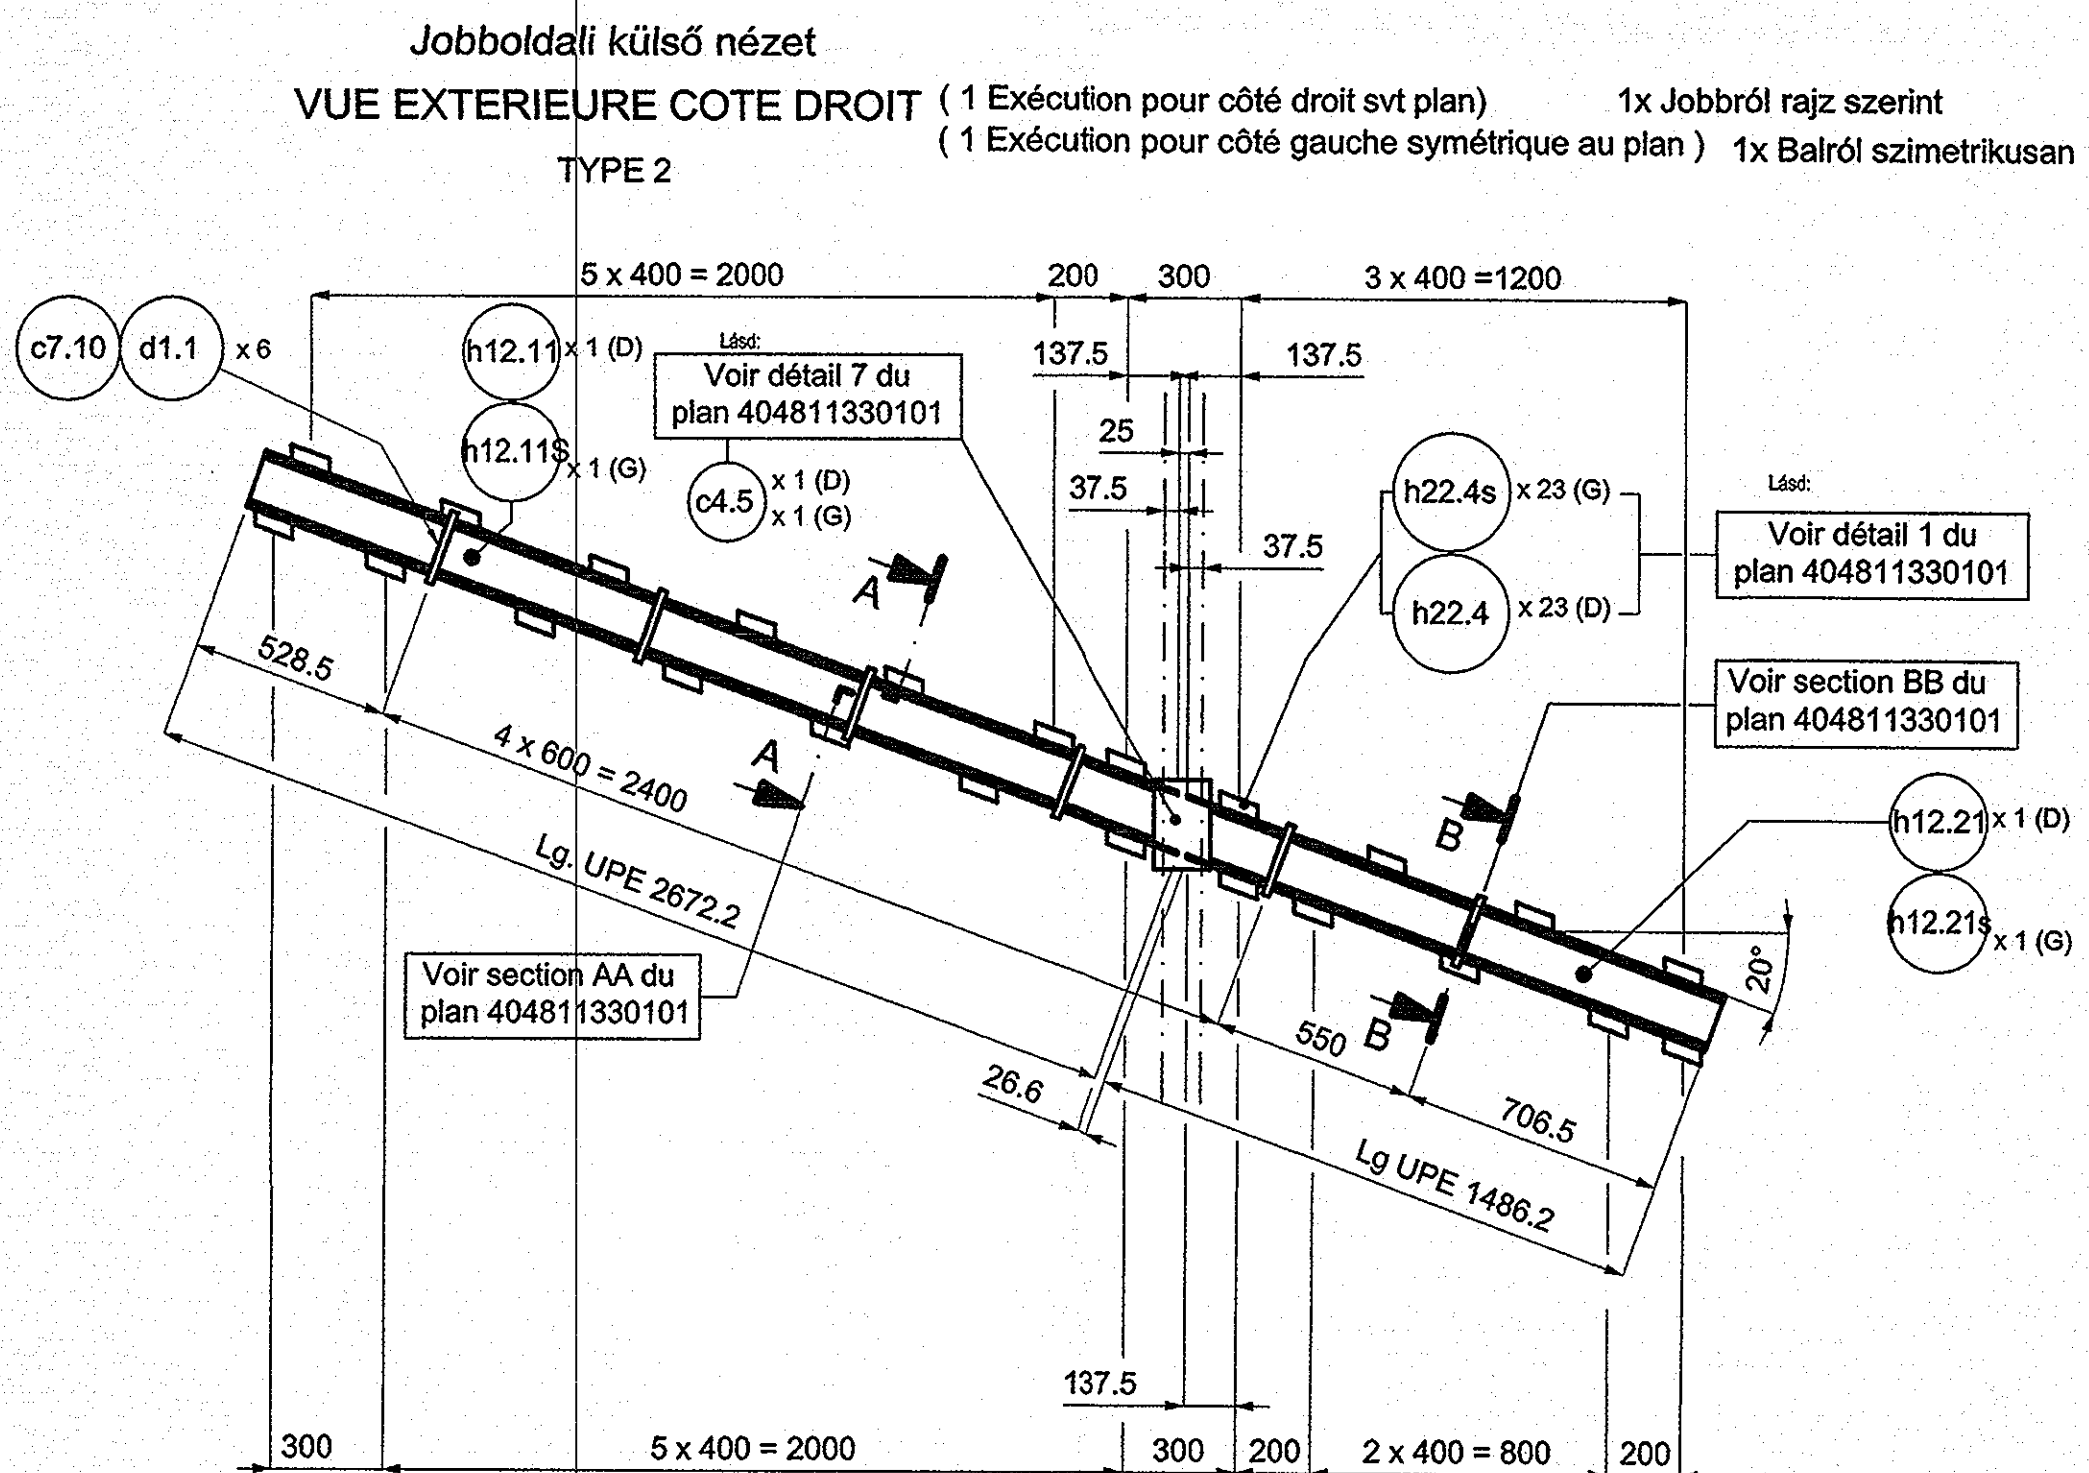 Jobboldali külső nézet
VUE EXTERIEURE COTE DROIT
( 1 Exécution pour côté droit svt plan)
1x Jobbról rajz szerint
( 1 Exécution pour côté gauche symétrique au plan )
1x Balról szimetrikusan
TYPE 2
5 x 400 = 2000
200
300
3 x 400 =1200
c7.10
d1.1
x 6
h12.11
x 1 (D)
h12.11S
x 1 (G)
Lásd:
Voir détail 7 du
plan 404811330101
c4.5
x 1 (D)
x 1 (G)
137.5
137.5
25
37.5
37.5
h22.4s
x 23 (G)
h22.4
x 23 (D)
Lásd:
Voir détail 1 du
plan 404811330101
Voir section BB du
plan 404811330101
A
A
B
B
528.5
4 x 600 = 2400
Lg. UPE 2672.2
h12.21
x 1 (D)
h12.21s
x 1 (G)
20°
Voir section AA du
plan 404811330101
26.6
550
706.5
Lg UPE 1486.2
137.5
300
5 x 400 = 2000
300
200
2 x 400 = 800
200